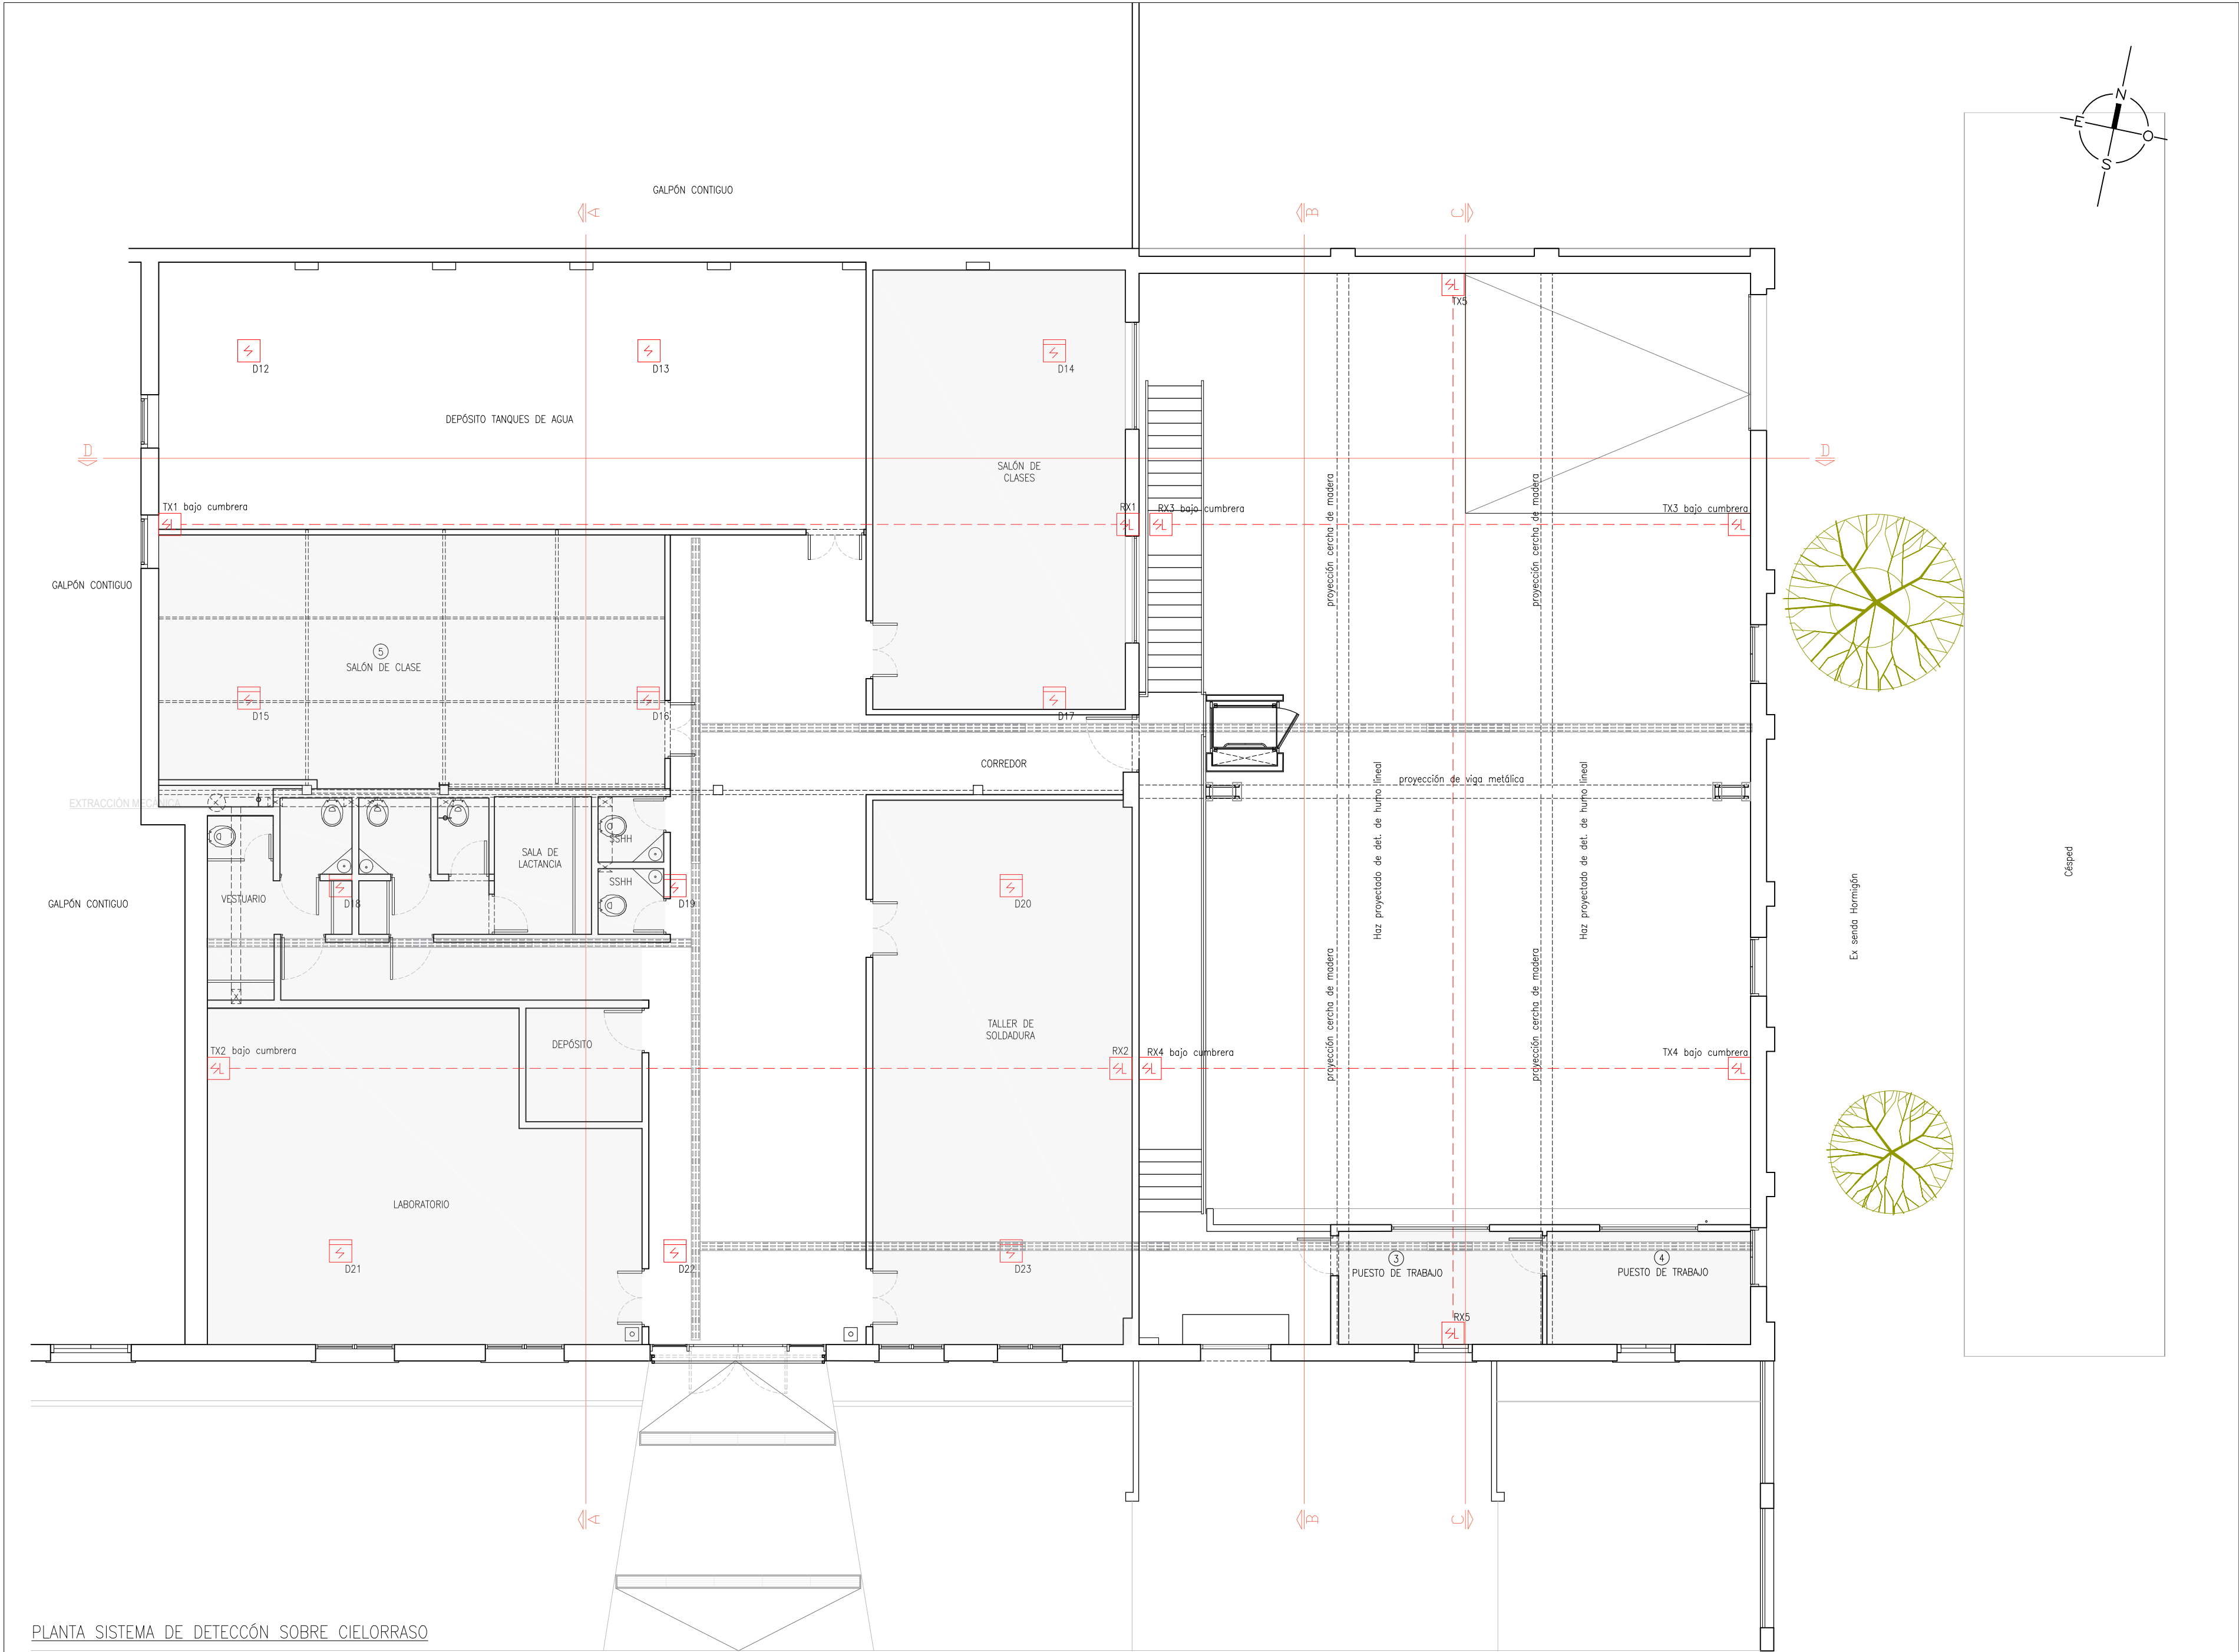 N
E
O
S
GALPÓN CONTIGUO
A
B
C
TX5
D12
D13
D14
DEPÓSITO TANQUES DE AGUA
D
D
SALÓN DE
CLASES
proyección cercha de madera
proyección cercha de madera
TX1 bajo cumbrera
RX1
RX3 bajo cumbrera
TX3 bajo cumbrera
GALPÓN CONTIGUO
5
SALÓN DE CLASE
D15
D16
D17
CORREDOR
proyección de viga metálica
EXTRACCIÓN MECÁNICA
Haz proyectado de det. de humo lineal
Haz proyectado de det. de humo lineal
SSHH
SALA DE
LACTANCIA
SSHH
VESTUARIO
GALPÓN CONTIGUO
D18
D19
D20
Césped
Ex senda Hormigón
proyección cercha de madera
proyección cercha de madera
TALLER DE
SOLDADURA
DEPÓSITO
TX2 bajo cumbrera
RX2
RX4 bajo cumbrera
TX4 bajo cumbrera
LABORATORIO
D21
D22
D23
3
PUESTO DE TRABAJO
4
PUESTO DE TRABAJO
RX5
A
B
C
PLANTA SISTEMA DE DETECCÓN SOBRE CIELORRASO